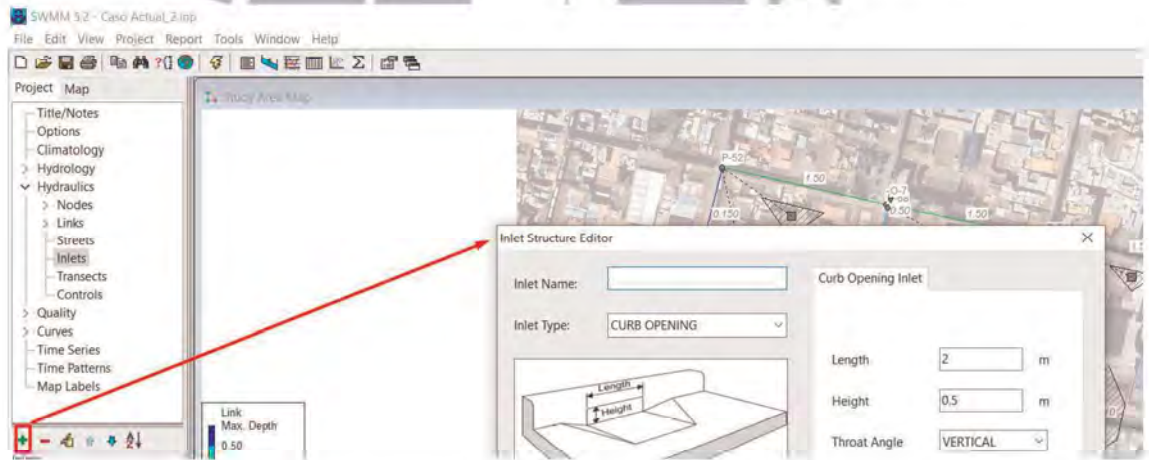 SWMM 5.2 - Caso Actual_2.inp
File Edit View Project Report Tools Window Help
Project Map
Title/Notes
Options
Climatology
Hydrology
Hydraulics
Nodes
Links
Streets
Inlets
Transects
Controls
Quality
Curves
Time Series
Time Patterns
Map Labels
Study Area Map
P-52
1.50
O-7
0.50
1.50
0.150
Link
Max. Depth
0.50
Inlet Structure Editor
Inlet Name:
Inlet Type: CURB OPENING
Length
Height
Curb Opening Inlet
Length 2 m
Height 0.5 m
Throat Angle VERTICAL